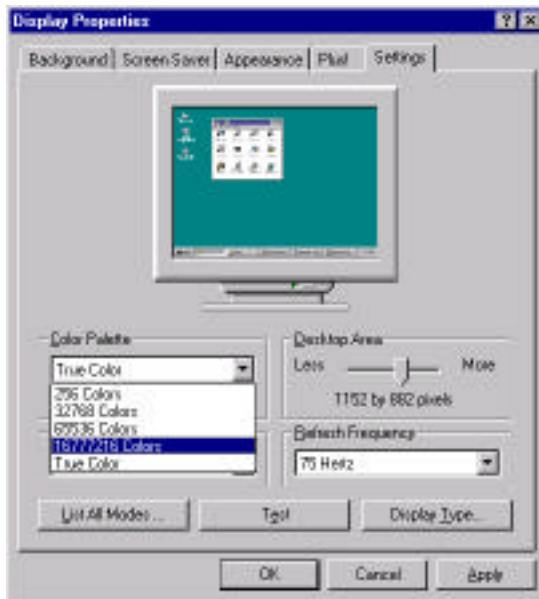 Display Properties
Background
Screen Saver
Appearance
Plus!
Settings
Color Palette
True Color
256 Colors
32768 Colors
65536 Colors
16777216 Colors
True Color
Desktop Area
Less
More
1152 by 882 pixels
Refresh Frequency
75 Hertz
List All Modes...
Test
Display Type...
OK
Cancel
Apply